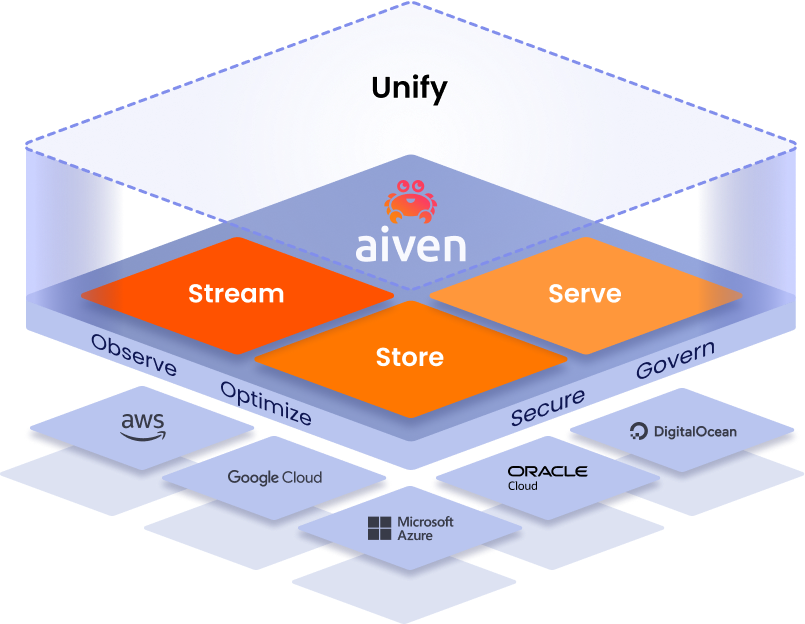 Unify
aiven
Stream
Serve
Store
Observe
Optimize
Secure
Govern
aws
Google Cloud
Microsoft
Azure
ORACLE
Cloud
DigitalOcean